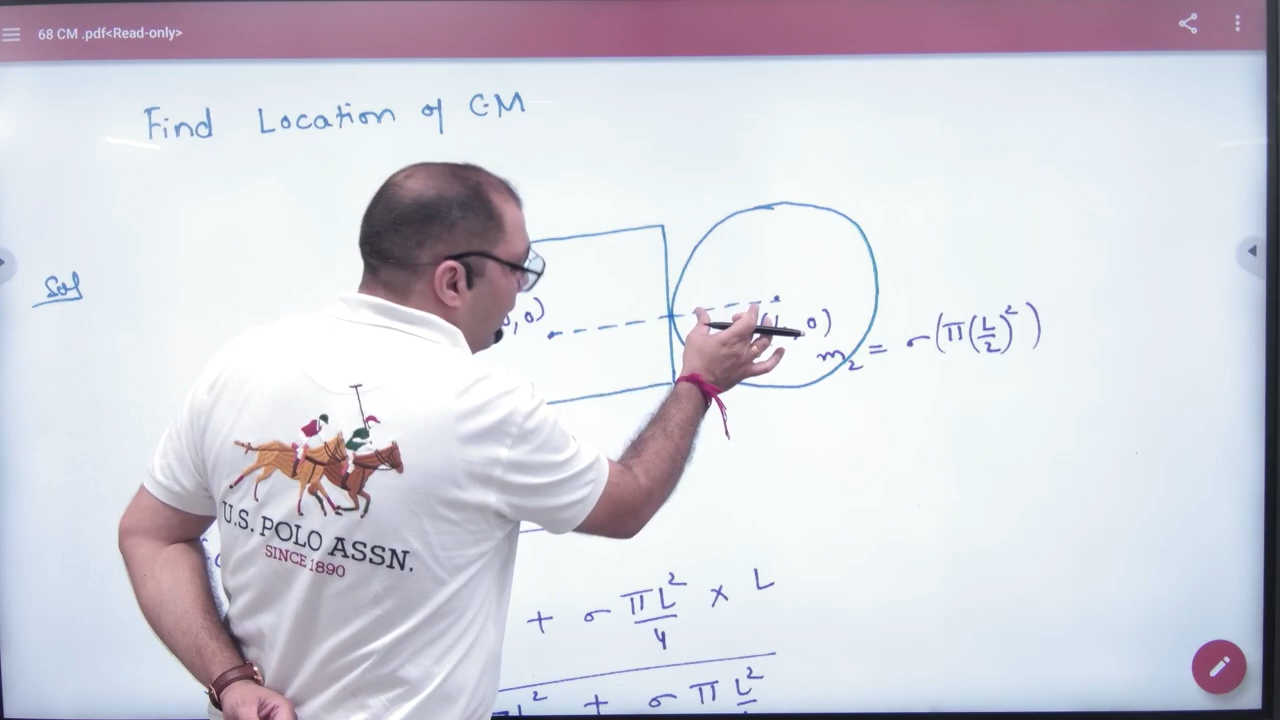 68 CM .pdf<Read-only>
Find Location of CM
Sol
,0)
0)
m₂ = σ(π(L/2)²)
+ σ πL²/4 × L
L² + σ π L²
U.S. POLO ASSN.
SINCE 1890